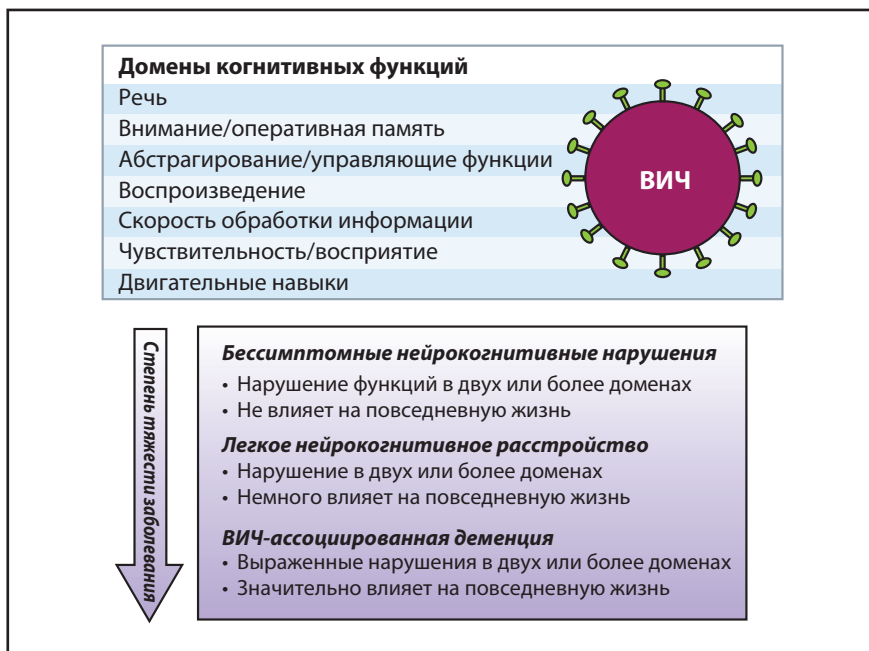 Домены когнитивных функций
Речь
Внимание/оперативная память
Абстрагирование/управляющие функции
Воспроизведение
Скорость обработки информации
Чувствительность/восприятие
Двигательные навыки
ВИЧ
Степень тяжести заболевания
Бессимптомные нейрокогнитивные нарушения
• Нарушение функций в двух или более доменах
• Не влияет на повседневную жизнь
Легкое нейрокогнитивное расстройство
• Нарушение в двух или более доменах
• Немного влияет на повседневную жизнь
ВИЧ-ассоциированная деменция
• Выраженные нарушения в двух или более доменах
• Значительно влияет на повседневную жизнь